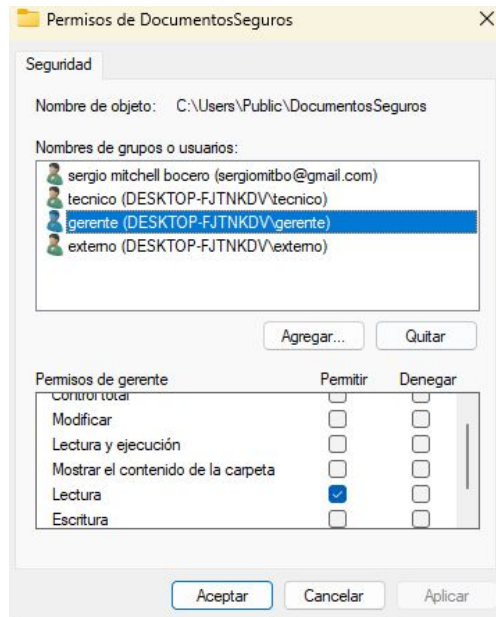 Permisos de DocumentosSeguros
Seguridad
Nombre de objeto: C:\Users\Public\DocumentosSeguros
Nombres de grupos o usuarios:
sergio mitchell bocero (sergiomitbo@gmail.com)
tecnico (DESKTOP-FJTNKDV\tecnico)
gerente (DESKTOP-FJTNKDV\gerente)
externo (DESKTOP-FJTNKDV\externo)
Agregar... Quitar
Permisos de gerente Permitir Denegar
Control total
Modificar
Lectura y ejecución
Mostrar el contenido de la carpeta
Lectura
Escritura
Aceptar Cancelar Aplicar